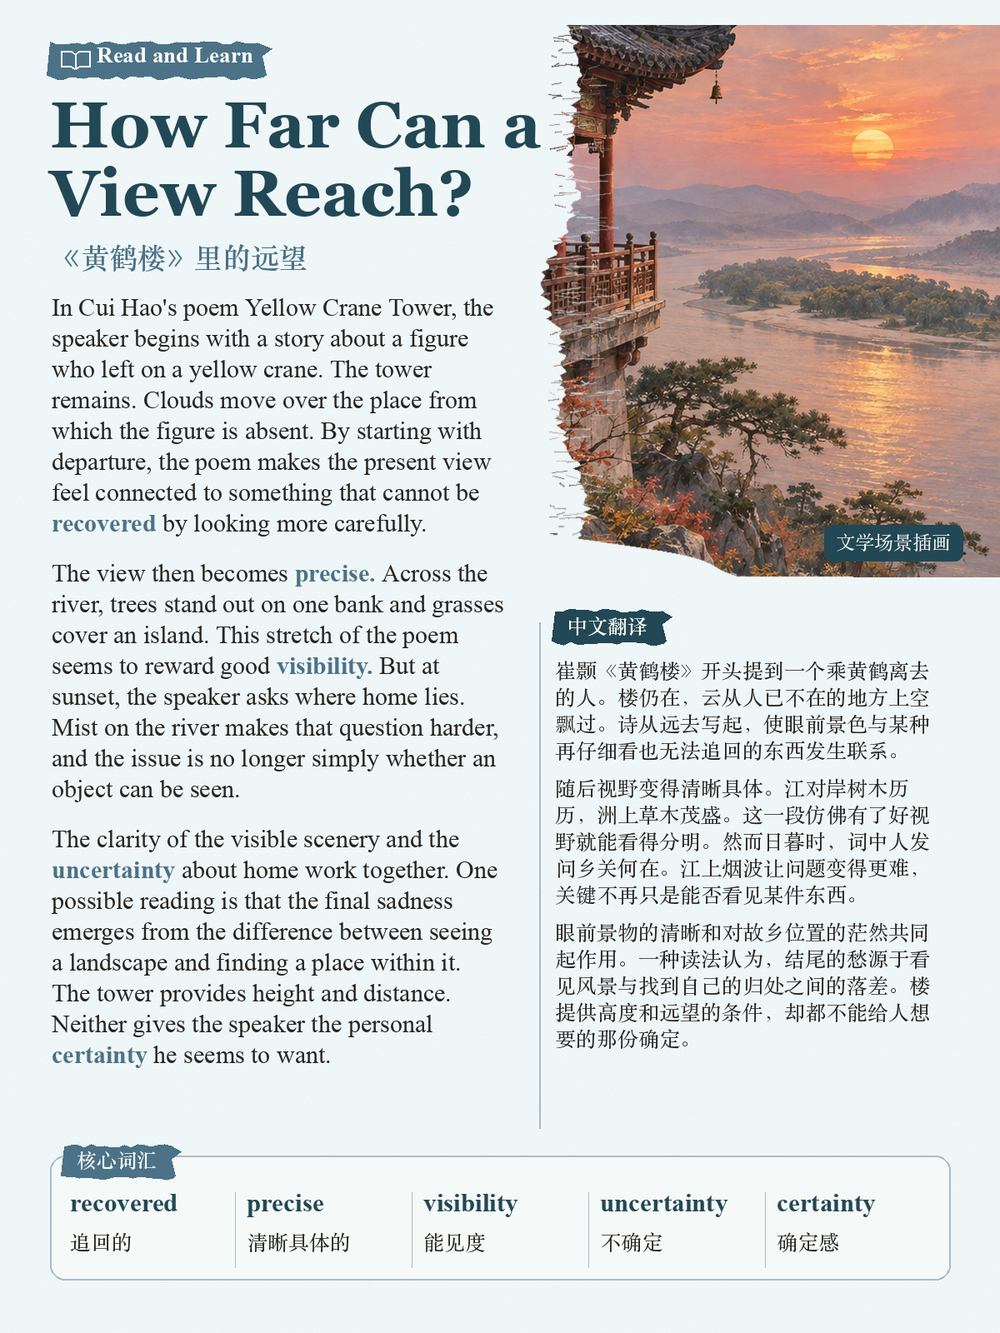 Read and Learn
How Far Can a
View Reach?
《黄鹤楼》里的远望
In Cui Hao's poem Yellow Crane Tower, the
speaker begins with a story about a figure
who left on a yellow crane. The tower
remains. Clouds move over the place from
which the figure is absent. By starting with
departure, the poem makes the present view
feel connected to something that cannot be
recovered by looking more carefully.
The view then becomes precise. Across the
river, trees stand out on one bank and grasses
cover an island. This stretch of the poem
seems to reward good visibility. But at
sunset, the speaker asks where home lies.
Mist on the river makes that question harder,
and the issue is no longer simply whether an
object can be seen.
The clarity of the visible scenery and the
uncertainty about home work together. One
possible reading is that the final sadness
emerges from the difference between seeing
a landscape and finding a place within it.
The tower provides height and distance.
Neither gives the speaker the personal
certainty he seems to want.
文学场景插画
中文翻译
崔颢《黄鹤楼》开头提到一个乘黄鹤离去
的人。楼仍在，云从人已不在的地方上空
飘过。诗从远去写起，使眼前景色与某种
再仔细看也无法追回的东西发生联系。
随后视野变得清晰具体。江对岸树木历
历，洲上草木茂盛。这一段仿佛有了好视
野就能看得分明。然而日暮时，词中人发
问乡关何在。江上烟波让问题变得更难，
关键不再只是能否看见某件东西。
眼前景物的清晰和对故乡位置的茫然共同
起作用。一种读法认为，结尾的愁源于看
见风景与找到自己的归处之间的落差。楼
提供高度和远望的条件，却都不能给人想
要的那份确定。
核心词汇
recovered
追回的
precise
清晰具体的
visibility
能见度
uncertainty
不确定
certainty
确定感